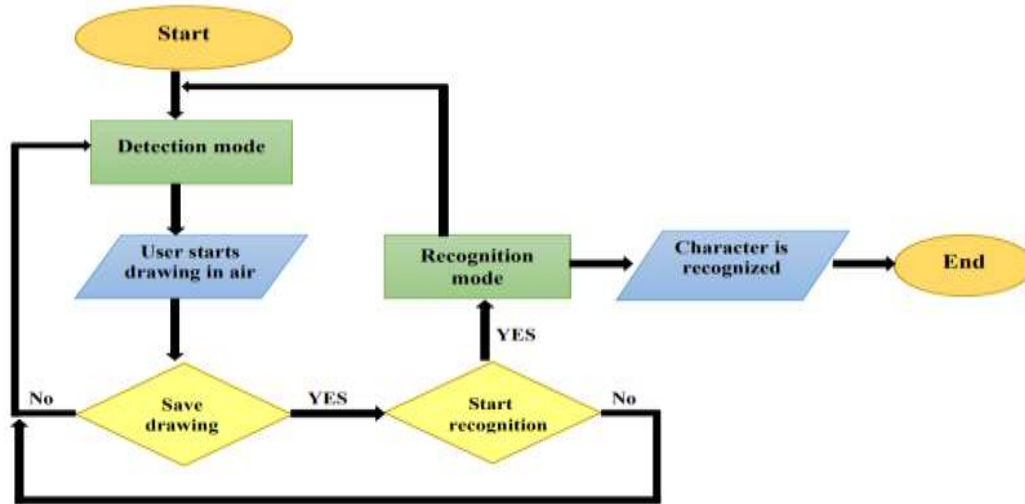 Start
Detection mode
User starts
drawing in air
Recognition
mode
Character is
recognized
End
YES
No
Save
drawing
YES
Start
recognition
No